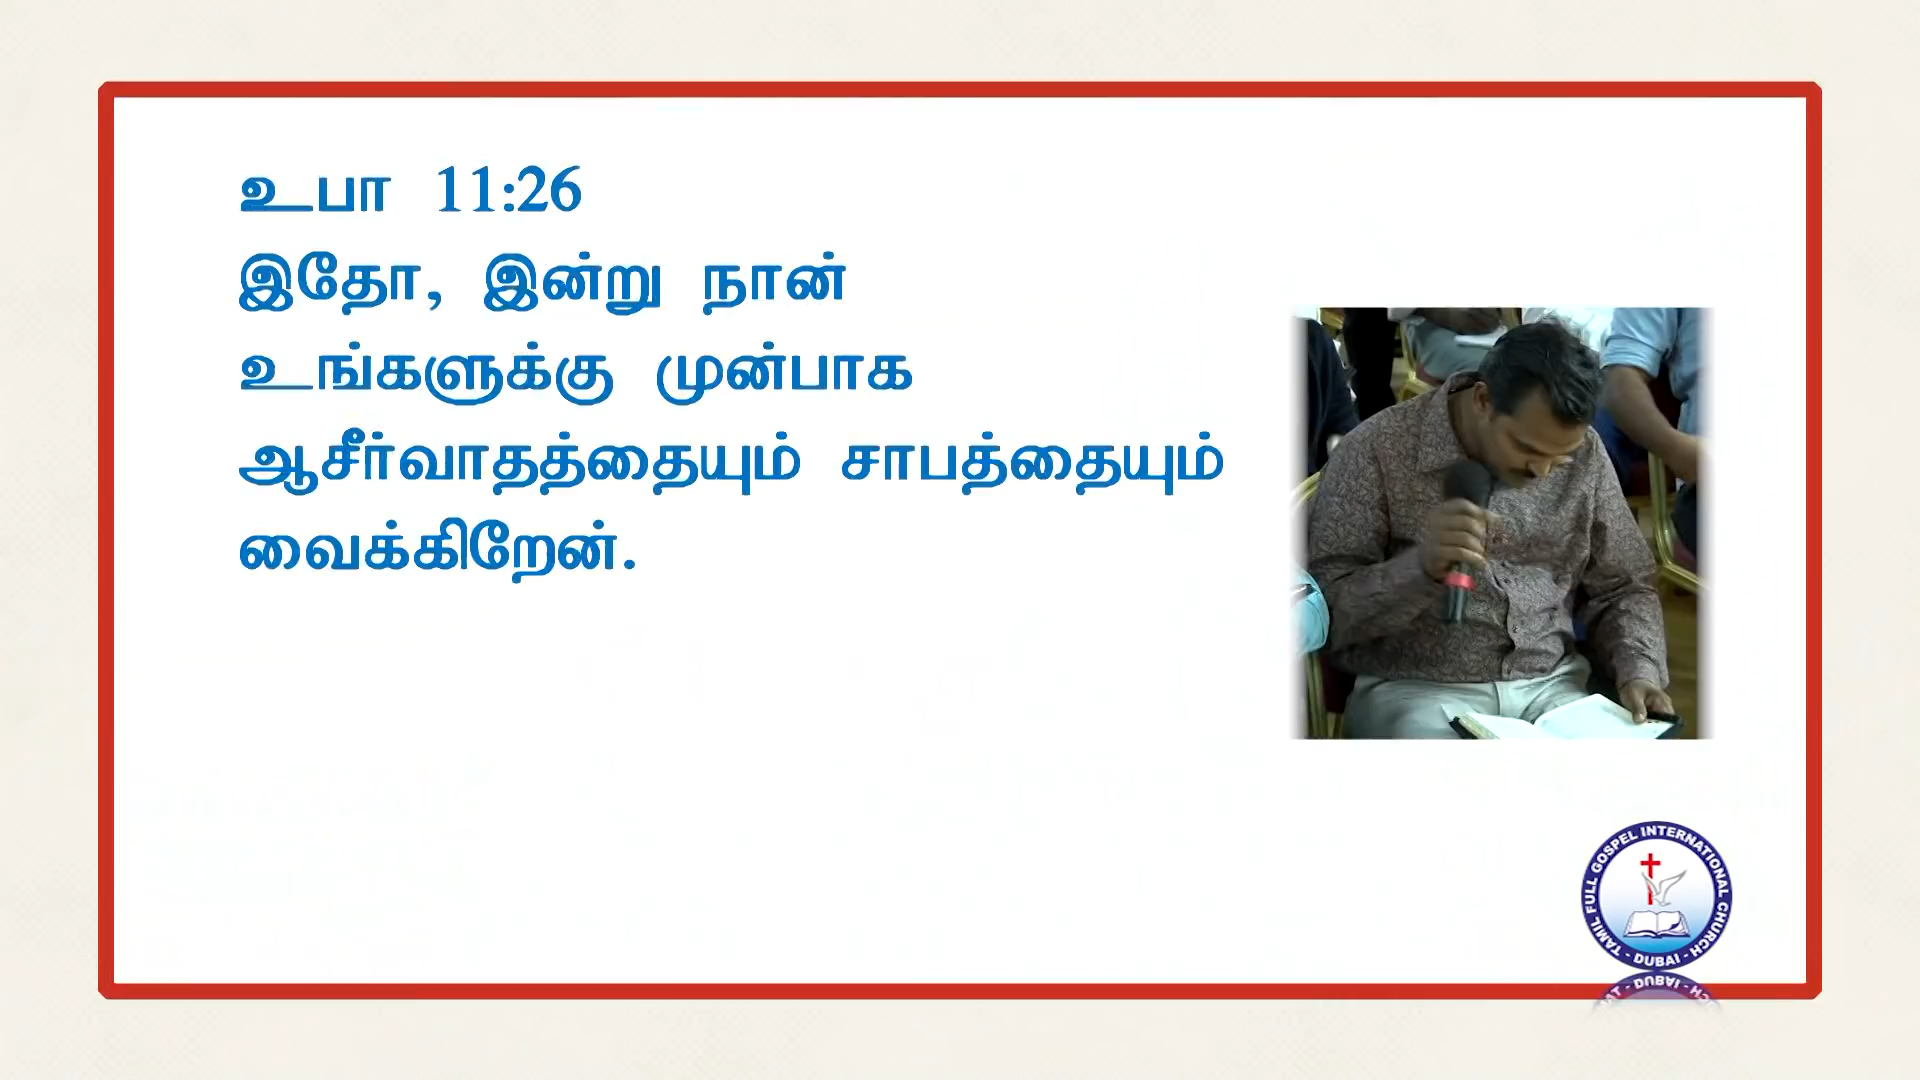 உபா 11:26
இதோ, இன்று நான்
உங்களுக்கு முன்பாக
ஆசீர்வாதத்தையும் சாபத்தையும்
வைக்கிறேன்.
TAMIL FULL GOSPEL INTERNATIONAL CHURCH
- DUBAI -